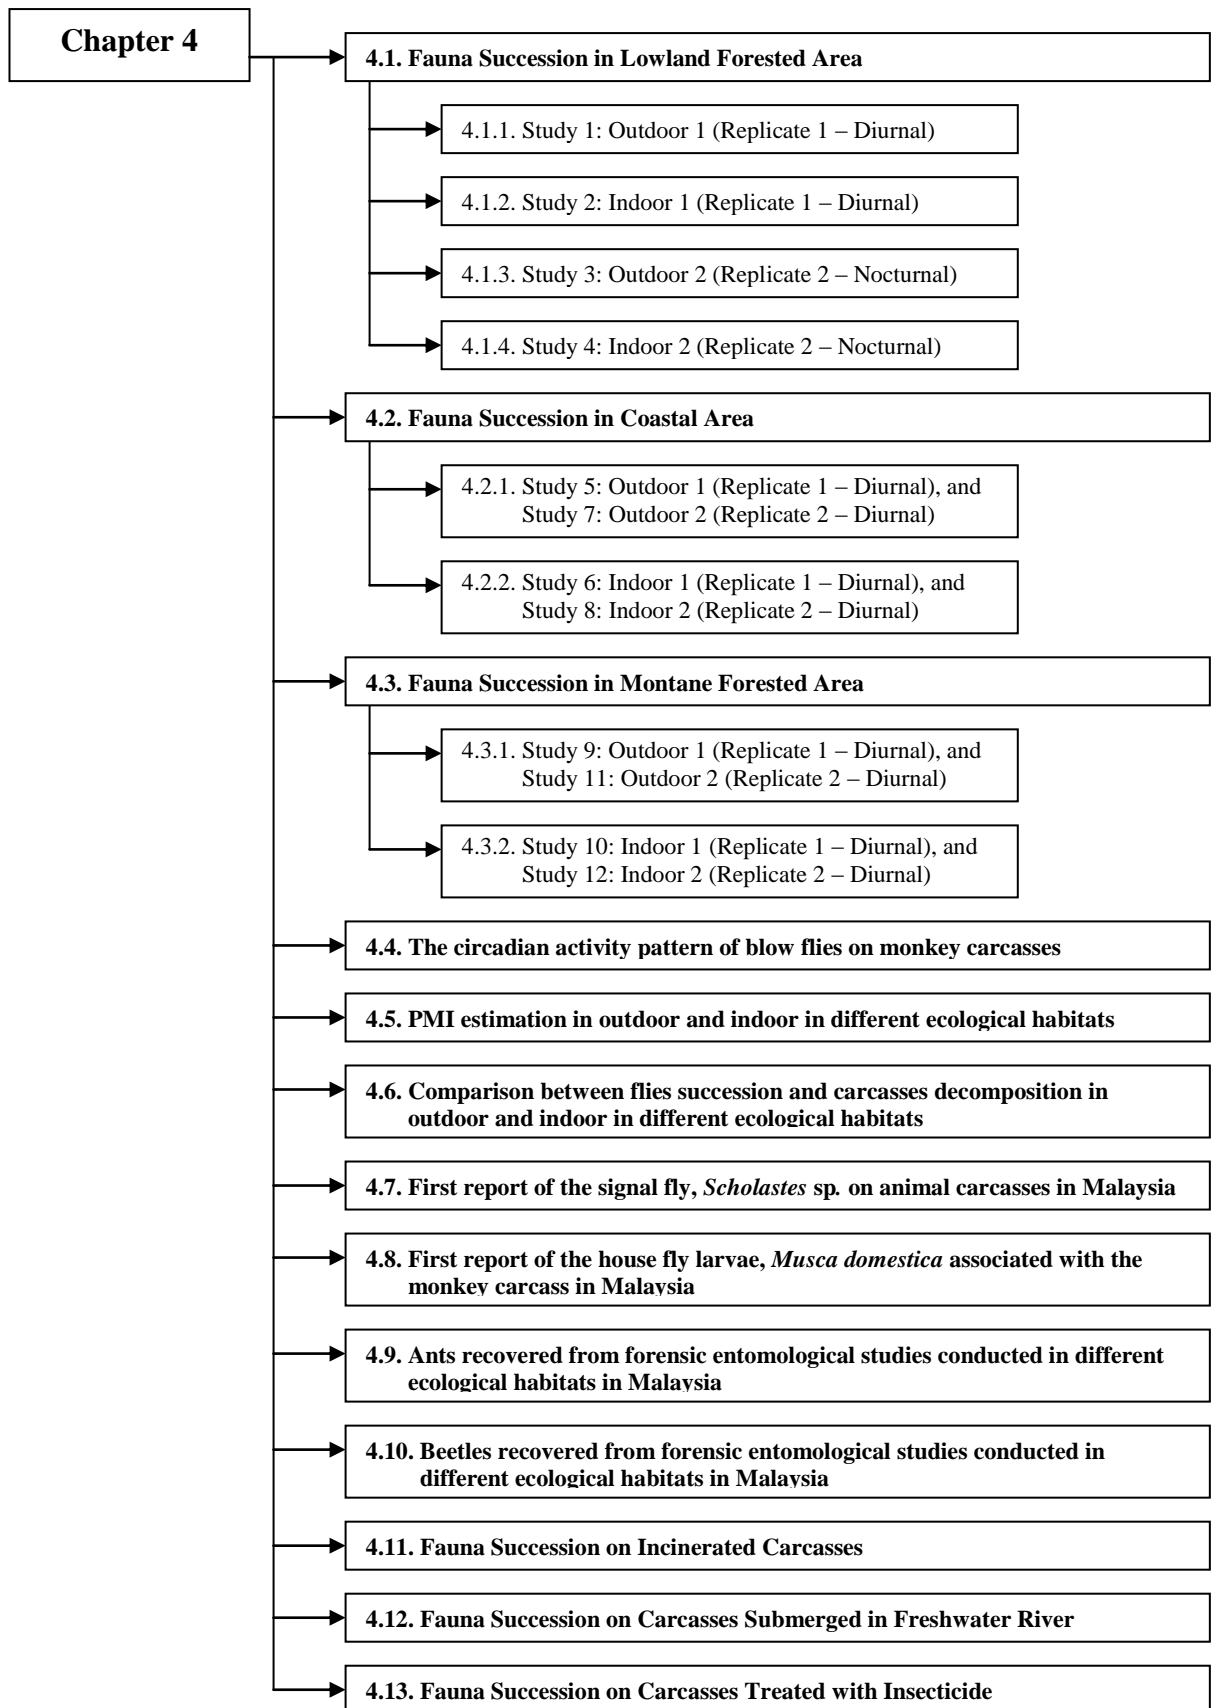 Chapter 4
4.1. Fauna Succession in Lowland Forested Area
4.1.1. Study 1: Outdoor 1 (Replicate 1 – Diurnal)
4.1.2. Study 2: Indoor 1 (Replicate 1 – Diurnal)
4.1.3. Study 3: Outdoor 2 (Replicate 2 – Nocturnal)
4.1.4. Study 4: Indoor 2 (Replicate 2 – Nocturnal)
4.2. Fauna Succession in Coastal Area
4.2.1. Study 5: Outdoor 1 (Replicate 1 – Diurnal), and
Study 7: Outdoor 2 (Replicate 2 – Diurnal)
4.2.2. Study 6: Indoor 1 (Replicate 1 – Diurnal), and
Study 8: Indoor 2 (Replicate 2 – Diurnal)
4.3. Fauna Succession in Montane Forested Area
4.3.1. Study 9: Outdoor 1 (Replicate 1 – Diurnal), and
Study 11: Outdoor 2 (Replicate 2 – Diurnal)
4.3.2. Study 10: Indoor 1 (Replicate 1 – Diurnal), and
Study 12: Indoor 2 (Replicate 2 – Diurnal)
4.4. The circadian activity pattern of blow flies on monkey carcasses
4.5. PMI estimation in outdoor and indoor in different ecological habitats
4.6. Comparison between flies succession and carcasses decomposition in
outdoor and indoor in different ecological habitats
4.7. First report of the signal fly, Scholastes sp. on animal carcasses in Malaysia
4.8. First report of the house fly larvae, Musca domestica associated with the
monkey carcass in Malaysia
4.9. Ants recovered from forensic entomological studies conducted in different
ecological habitats in Malaysia
4.10. Beetles recovered from forensic entomological studies conducted in
different ecological habitats in Malaysia
4.11. Fauna Succession on Incinerated Carcasses
4.12. Fauna Succession on Carcasses Submerged in Freshwater River
4.13. Fauna Succession on Carcasses Treated with Insecticide